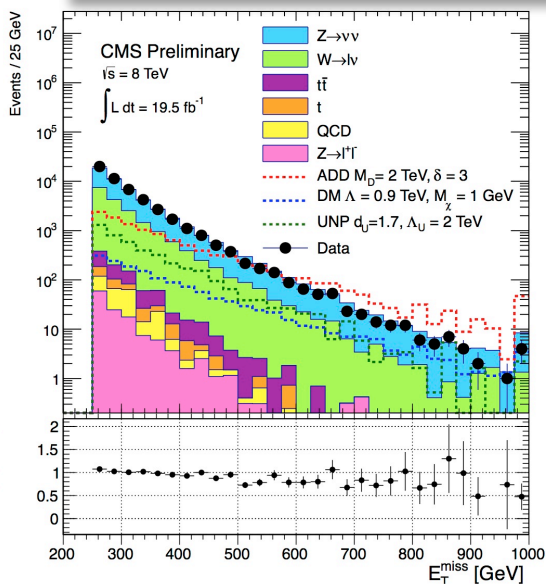 Events / 25 GeV
10⁷
10⁶
10⁵
10⁴
10³
10²
10
1
CMS Preliminary
√s = 8 TeV
∫ L dt = 19.5 fb⁻¹
Z→νν
W→lν
tt̄
t
QCD
Z→l⁺l⁻
ADD M_D= 2 TeV, δ = 3
DM Λ = 0.9 TeV, M_χ = 1 GeV
UNP d_U=1.7, Λ_U = 2 TeV
Data
2
1.5
1
0.5
0
200 300 400 500 600 700 800 900 1000
E_T^miss [GeV]